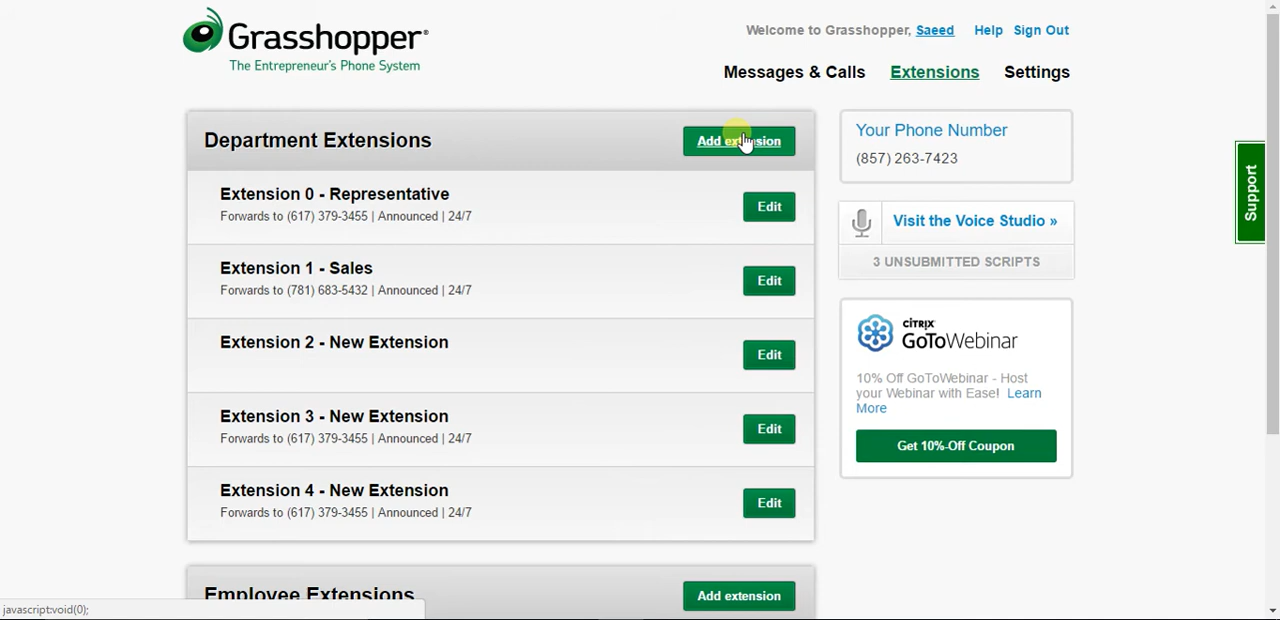 Grasshopper®
The Entrepreneur's Phone System
Welcome to Grasshopper, Saeed Help Sign Out
Messages & Calls Extensions Settings
Department Extensions
Add extension
Extension 0 - Representative
Forwards to (617) 379-3455 | Announced | 24/7
Edit
Extension 1 - Sales
Forwards to (781) 683-5432 | Announced | 24/7
Edit
Extension 2 - New Extension
Edit
Extension 3 - New Extension
Forwards to (617) 379-3455 | Announced | 24/7
Edit
Extension 4 - New Extension
Forwards to (617) 379-3455 | Announced | 24/7
Edit
Employee Extensions
Add extension
Your Phone Number
(857) 263-7423
Visit the Voice Studio »
3 UNSUBMITTED SCRIPTS
CİTRIX
GoToWebinar
10% Off GoToWebinar - Host
your Webinar with Ease! Learn
More
Get 10%-Off Coupon
Support
javascript:void(0);